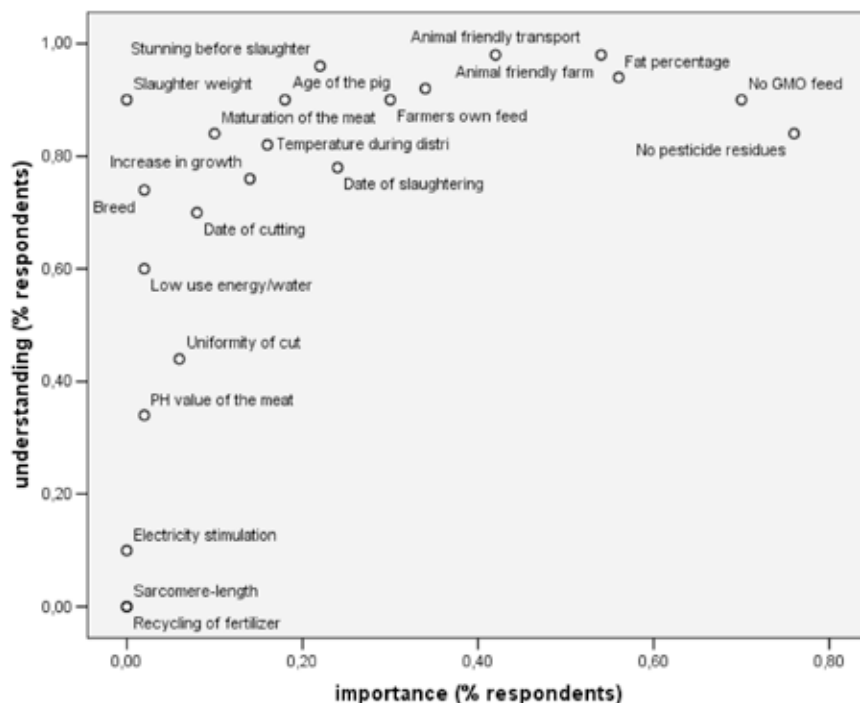 Animal friendly transport
1,00
Stunning before slaughter
Animal friendly farm
Fat percentage
Slaughter weight
Age of the pig
No GMO feed
Maturation of the meat
Farmers own feed
0,80
Temperature during distri
No pesticide residues
Increase in growth
Date of slaughtering
Breed
Date of cutting
0,60
Low use energy/water
Uniformity of cut
0,40
PH value of the meat
0,20
Electricity stimulation
Sarcomere-length
0,00
Recycling of fertilizer
understanding (% respondents)
0,00 0,20 0,40 0,60 0,80
importance (% respondents)